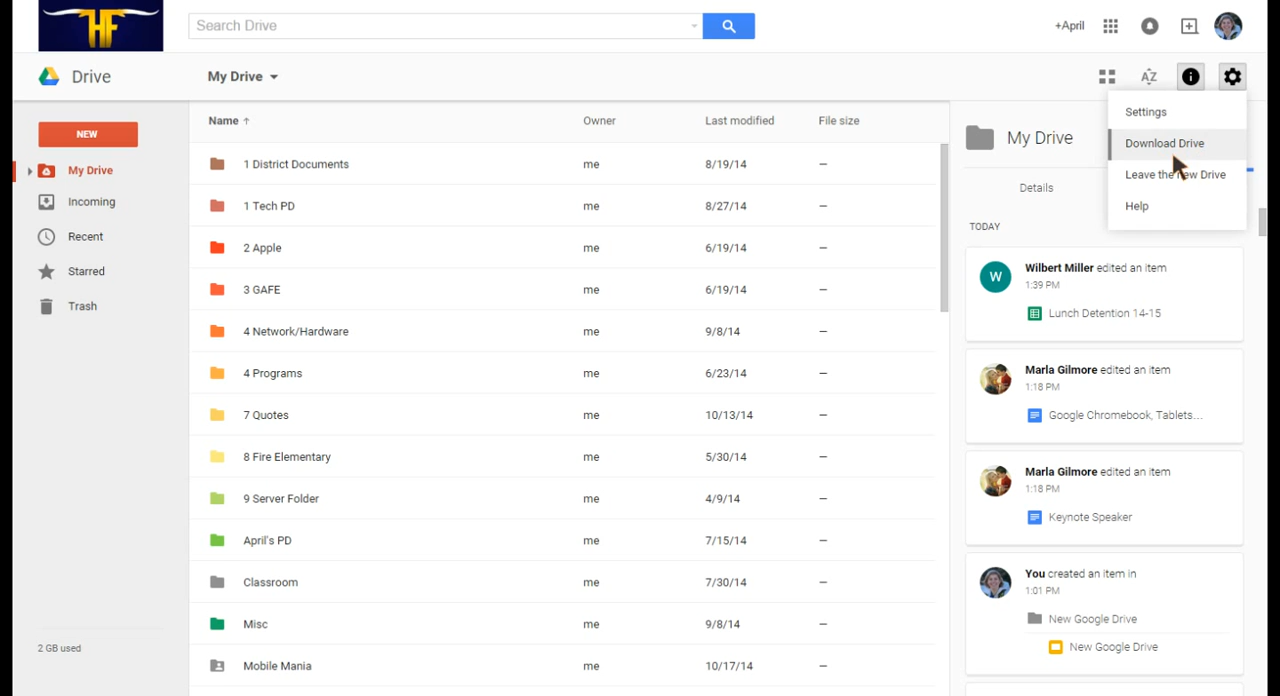 HF
Search Drive
+April
Drive
My Drive
AZ
i
Settings
Download Drive
Leave the new Drive
Help
NEW
My Drive
Incoming
Recent
Starred
Trash
2 GB used
Name ↑ Owner Last modified File size
1 District Documents me 8/19/14 —
1 Tech PD me 8/27/14 —
2 Apple me 6/19/14 —
3 GAFE me 6/19/14 —
4 Network/Hardware me 9/8/14 —
4 Programs me 6/23/14 —
7 Quotes me 10/13/14 —
8 Fire Elementary me 5/30/14 —
9 Server Folder me 4/9/14 —
April's PD me 7/15/14 —
Classroom me 7/30/14 —
Misc me 9/8/14 —
Mobile Mania me 10/17/14 —
My Drive
Details
TODAY
W
Wilbert Miller edited an item
1:39 PM
Lunch Detention 14-15
Marla Gilmore edited an item
1:18 PM
Google Chromebook, Tablets...
Marla Gilmore edited an item
1:18 PM
Keynote Speaker
You created an item in
1:01 PM
New Google Drive
New Google Drive